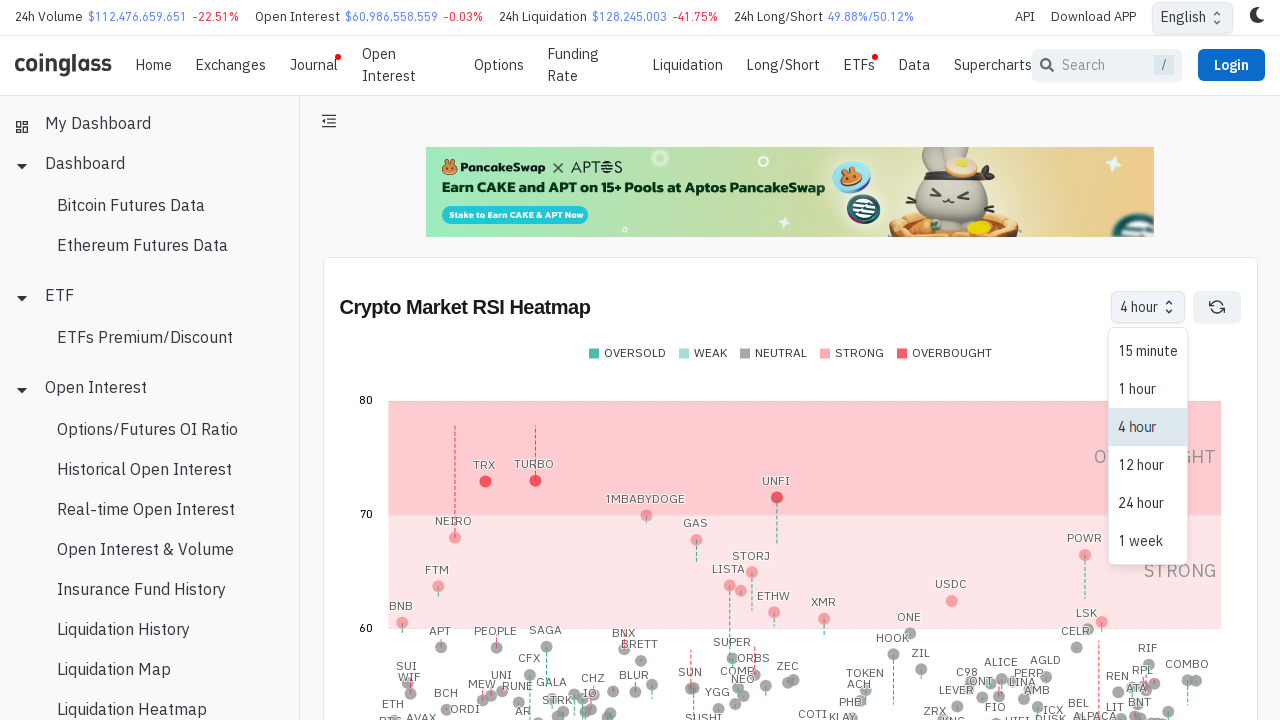 24h Volume $112,476,659,651 -22.51% Open Interest $60,986,558,559 -0.03% 24h Liquidation $128,245,003 -41.75% 24h Long/Short 49.88%/50.12% API Download APP English
coinglass Home Exchanges Journal Open Interest Options Funding Rate Liquidation Long/Short ETFs Data Supercharts Search / Login
My Dashboard
Dashboard
Bitcoin Futures Data
Ethereum Futures Data
ETF
ETFs Premium/Discount
Open Interest
Options/Futures OI Ratio
Historical Open Interest
Real-time Open Interest
Open Interest & Volume
Insurance Fund History
Liquidation History
Liquidation Map
Liquidation Heatmap
PancakeSwap × APTOS
Earn CAKE and APT on 15+ Pools at Aptos PancakeSwap
Stake to Earn CAKE & APT Now
Crypto Market RSI Heatmap
4 hour
15 minute
1 hour
4 hour
12 hour
24 hour
1 week
OVERSOLD WEAK NEUTRAL STRONG OVERBOUGHT
80
TRX TURBO
UNFI
1MBABYDOGE
70
NEIRO GAS
POWR
STORJ
FTM LISTA
STRONG
USDC
ETHW
BNB XMR
LSK
ONE
60
APT PEOPLE SAGA BNX CELR
HOOK
BRETT SUPER
RIF
CFX ORBS ZIL
SUI ZEC ALICE AGLD COMBO
WIF UNI CHZ BLUR SUN COMP TOKEN C98 PERP REN RPL
MEW RUNE GALA NEO ACH ONT LINA
BCH IO YGG LEVER AMB ATA
ETH ORDI STRK PHB FIO BEL LIT BNT
AVAX AR SUSHI COTI KLAY ZRX ICX ALPACA